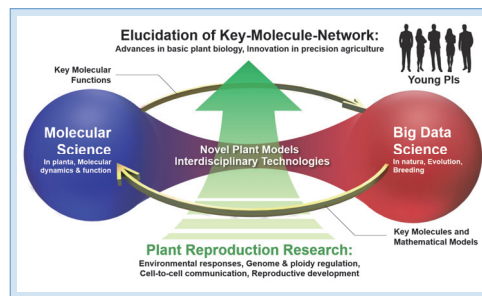 Elucidation of Key-Molecule-Network:
Advances in basic plant biology, Innovation in precision agriculture
Young PIs
Key Molecular
Functions
Molecular
Science
In planta, Molecular
dynamics & function
Novel Plant Models
Interdisciplinary Technologies
Big Data
Science
In natura, Evolution,
Breeding
Key Molecules and
Mathematical Models
Plant Reproduction Research:
Environmental responses, Genome & ploidy regulation,
Cell-to-cell communication, Reproductive development